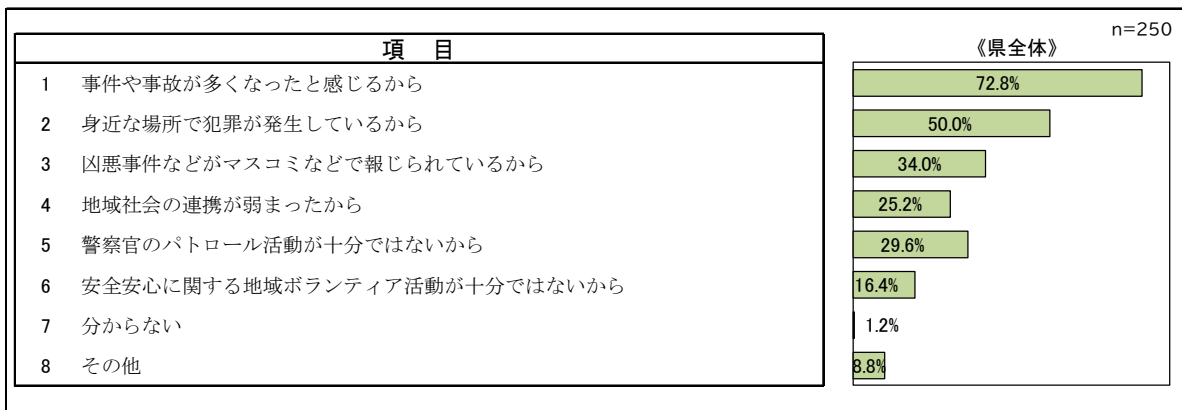 n=250
項 目
《県全体》
1 事件や事故が多くなったと感じるから 72.8%
2 身近な場所で犯罪が発生しているから 50.0%
3 凶悪事件などがマスコミなどで報じられているから 34.0%
4 地域社会の連携が弱まったから 25.2%
5 警察官のパトロール活動が十分ではないから 29.6%
6 安全安心に関する地域ボランティア活動が十分ではないから 16.4%
7 分からない 1.2%
8 その他 8.8%